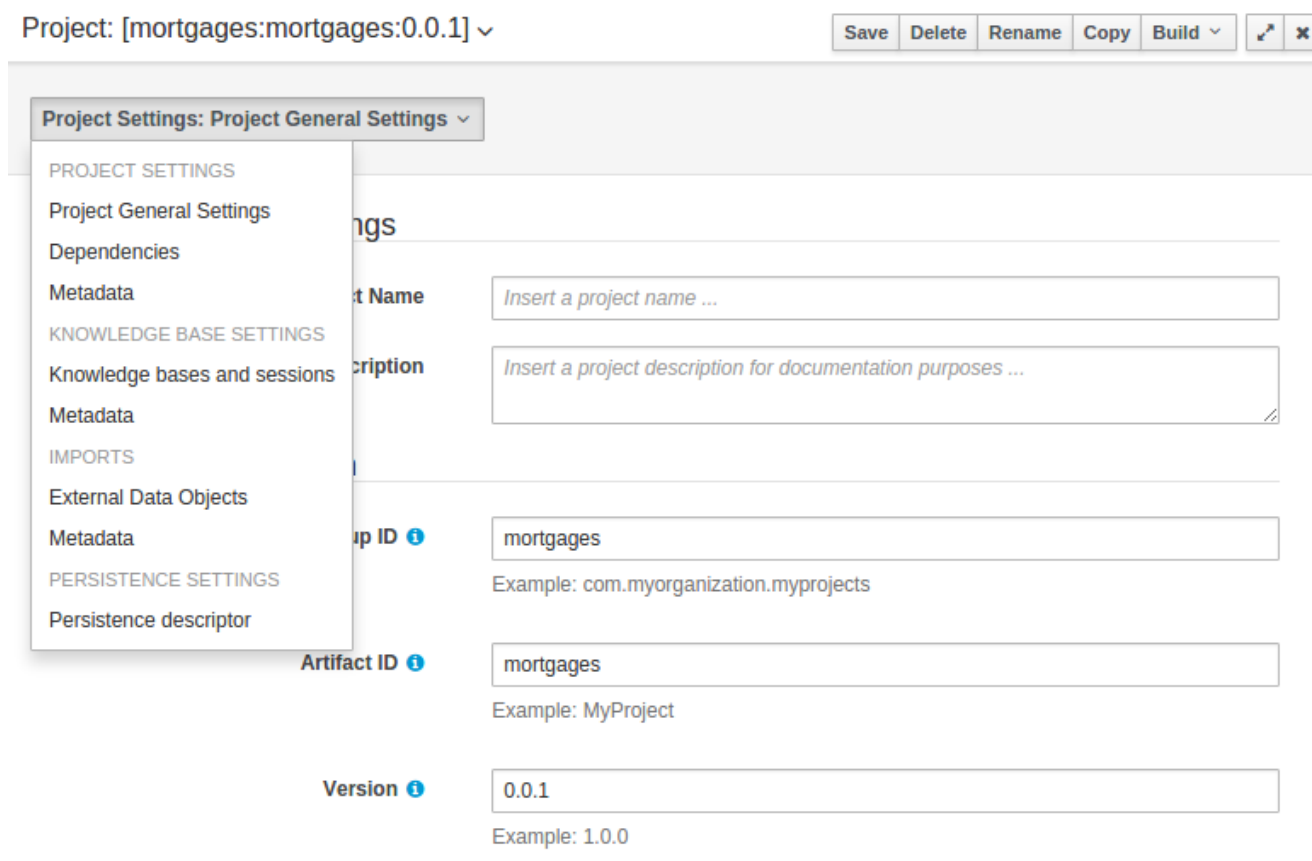 Project: [mortgages:mortgages:0.0.1]
Save Delete Rename Copy Build
Project Settings: Project General Settings
PROJECT SETTINGS
Project General Settings
Dependencies
Metadata
KNOWLEDGE BASE SETTINGS
Knowledge bases and sessions
Metadata
IMPORTS
External Data Objects
Metadata
PERSISTENCE SETTINGS
Persistence descriptor
ngs
ct Name
Insert a project name ...
cription
Insert a project description for documentation purposes ...
up ID
mortgages
Example: com.myorganization.myprojects
Artifact ID
mortgages
Example: MyProject
Version
0.0.1
Example: 1.0.0